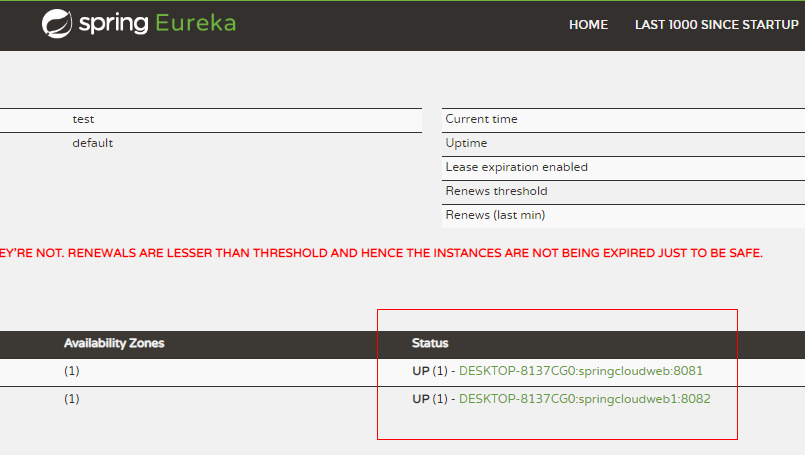 spring Eureka HOME LAST 1000 SINCE STARTUP
test Current time
default Uptime
Lease expiration enabled
Renews threshold
Renews (last min)
EY'RE NOT. RENEWALS ARE LESSER THAN THRESHOLD AND HENCE THE INSTANCES ARE NOT BEING EXPIRED JUST TO BE SAFE.
Availability Zones Status
(1) UP (1) - DESKTOP-8137CG0:springcloudweb:8081
(1) UP (1) - DESKTOP-8137CG0:springcloudweb1:8082